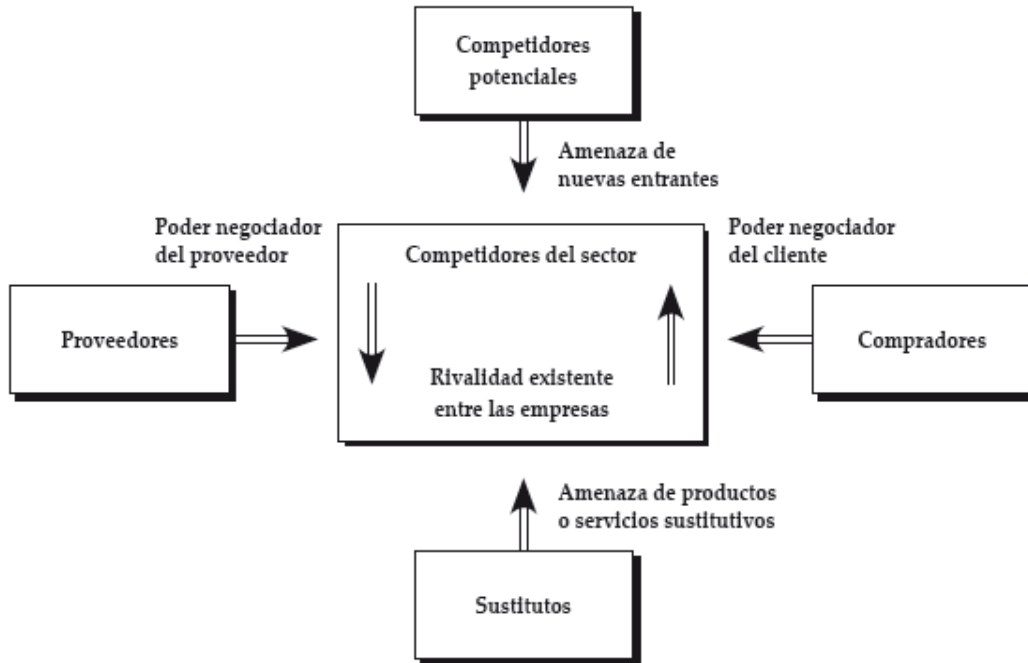 Competidores
potenciales
Amenaza de
nuevas entrantes
Poder negociador
del proveedor
Poder negociador
del cliente
Competidores del sector
Proveedores
Compradores
Rivalidad existente
entre las empresas
Amenaza de productos
o servicios sustitutivos
Sustitutos